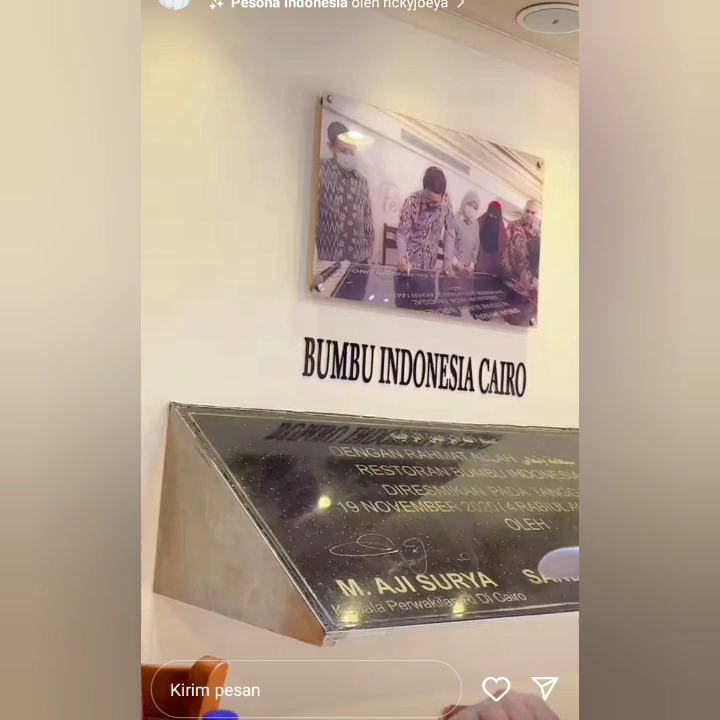 Pesona Indonesia oleh rickyjoeya
BUMBU INDONESIA CAIRO
DENGAN RAHMAT ALLAH
RESTORAN BUMBU INDONESIA
DIRESMIKAN PADA TANGG
19 NOVEMBER 2020 (4 RABIUL A
OLEH
M. AJI SURYA SAN
Kepala Perwakilan RI Di Cairo
Kirim pesan